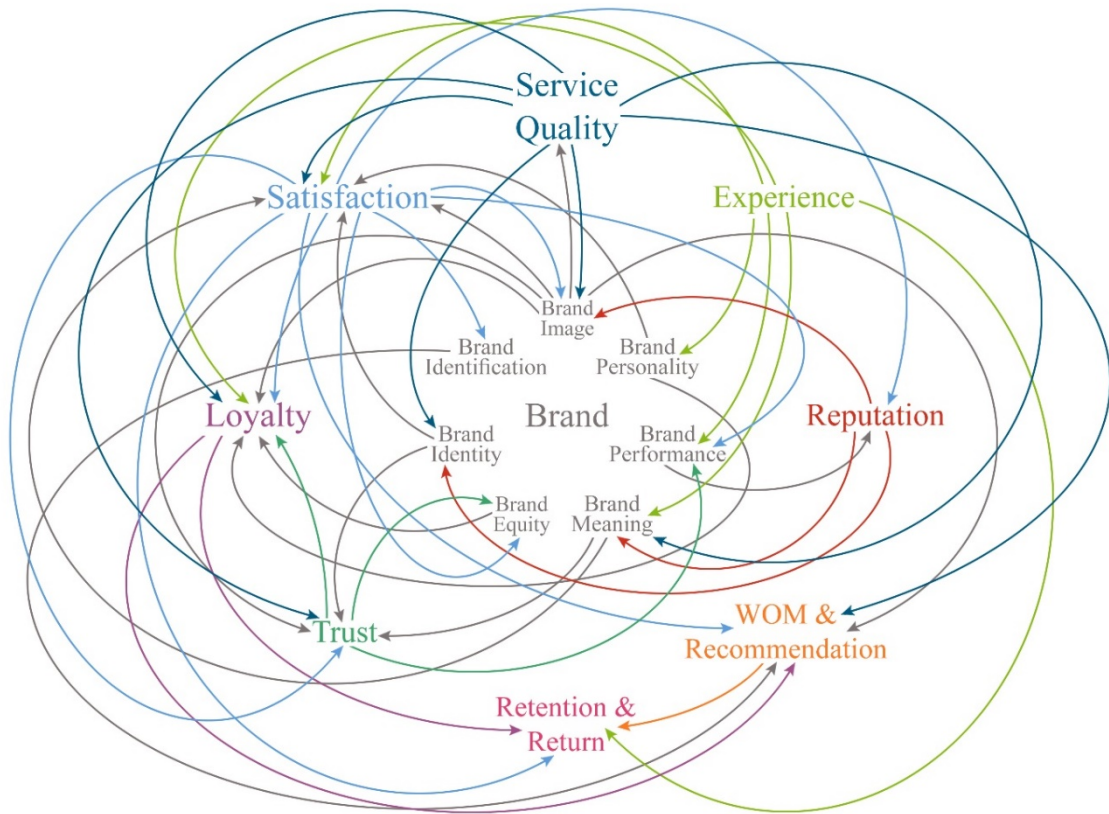 Service
Quality
Satisfaction
Experience
Brand
Image
Brand
Identification
Brand
Personality
Loyalty
Brand
Reputation
Brand
Identity
Brand
Performance
Brand
Equity
Brand
Meaning
Trust
WOM &
Recommendation
Retention &
Return